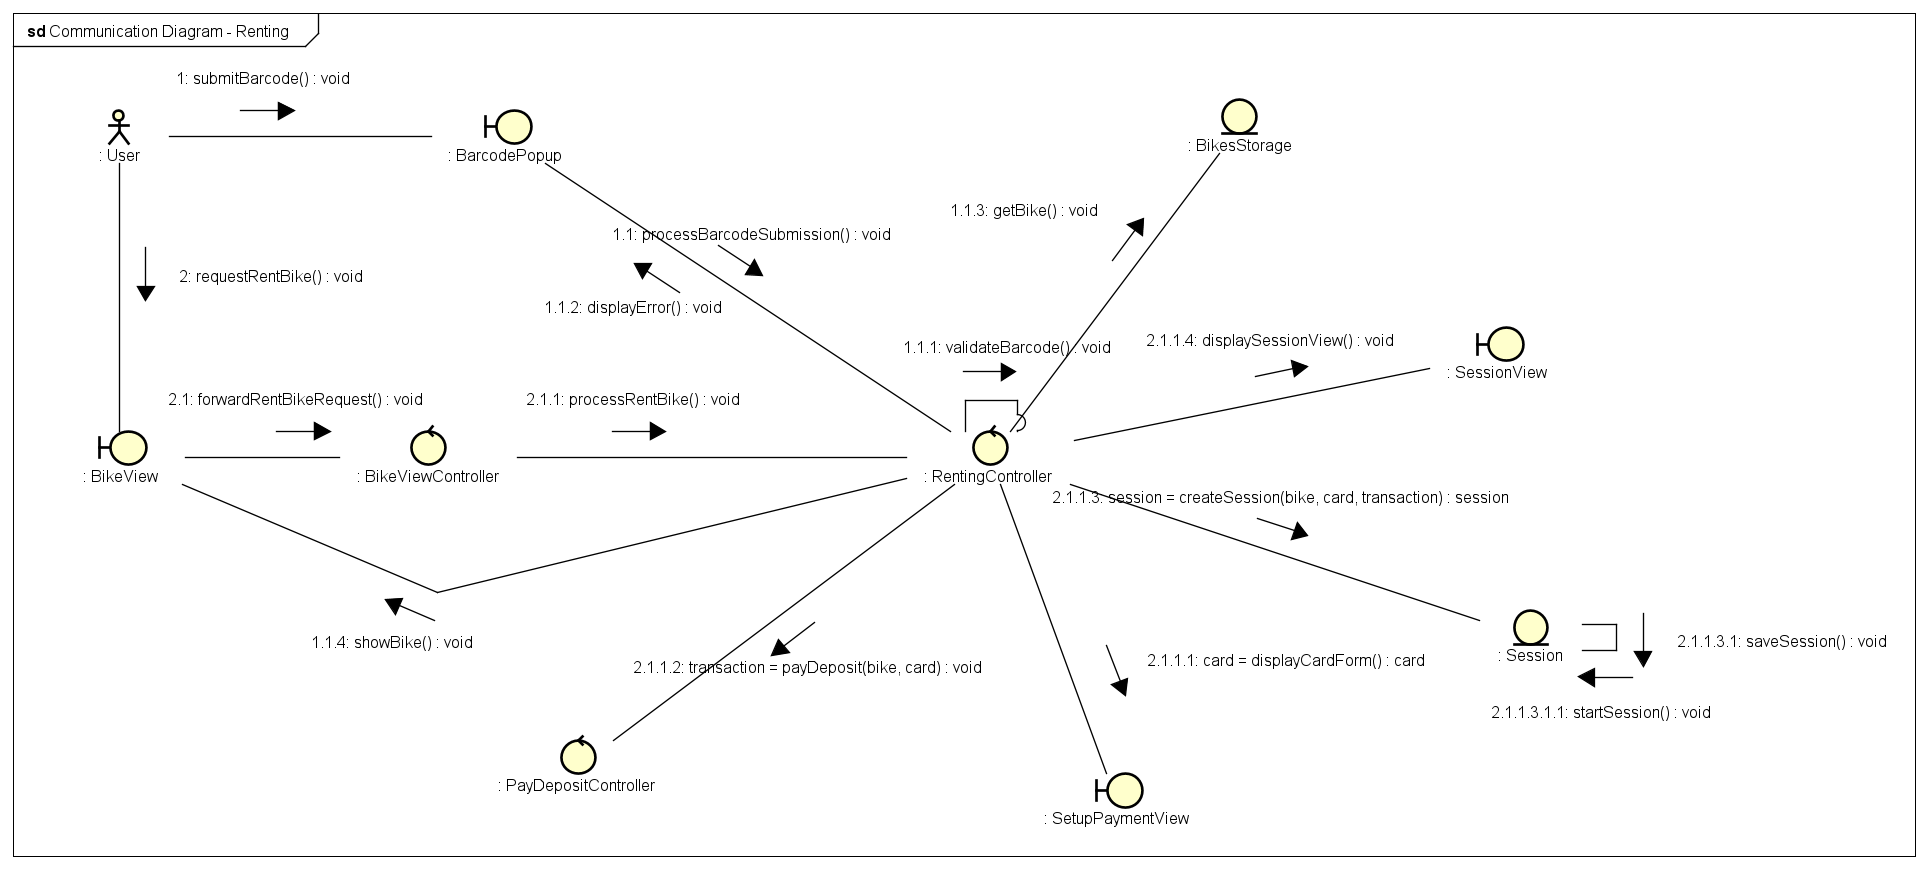 sd Communication Diagram - Renting
1: submitBarcode() : void
: User
: BarcodePopup
: BikesStorage
1.1.3: getBike() : void
1.1: processBarcodeSubmission() : void
2: requestRentBike() : void
1.1.2: displayError() : void
1.1.1: validateBarcode() : void
2.1.1.4: displaySessionView() : void
: SessionView
2.1: forwardRentBikeRequest() : void
2.1.1: processRentBike() : void
: BikeView
: BikeViewController
: RentingController
2.1.1.3: session = createSession(bike, card, transaction) : session
1.1.4: showBike() : void
2.1.1.2: transaction = payDeposit(bike, card) : void
2.1.1.1: card = displayCardForm() : card
: Session
2.1.1.3.1: saveSession() : void
2.1.1.3.1.1: startSession() : void
: PayDepositController
: SetupPaymentView